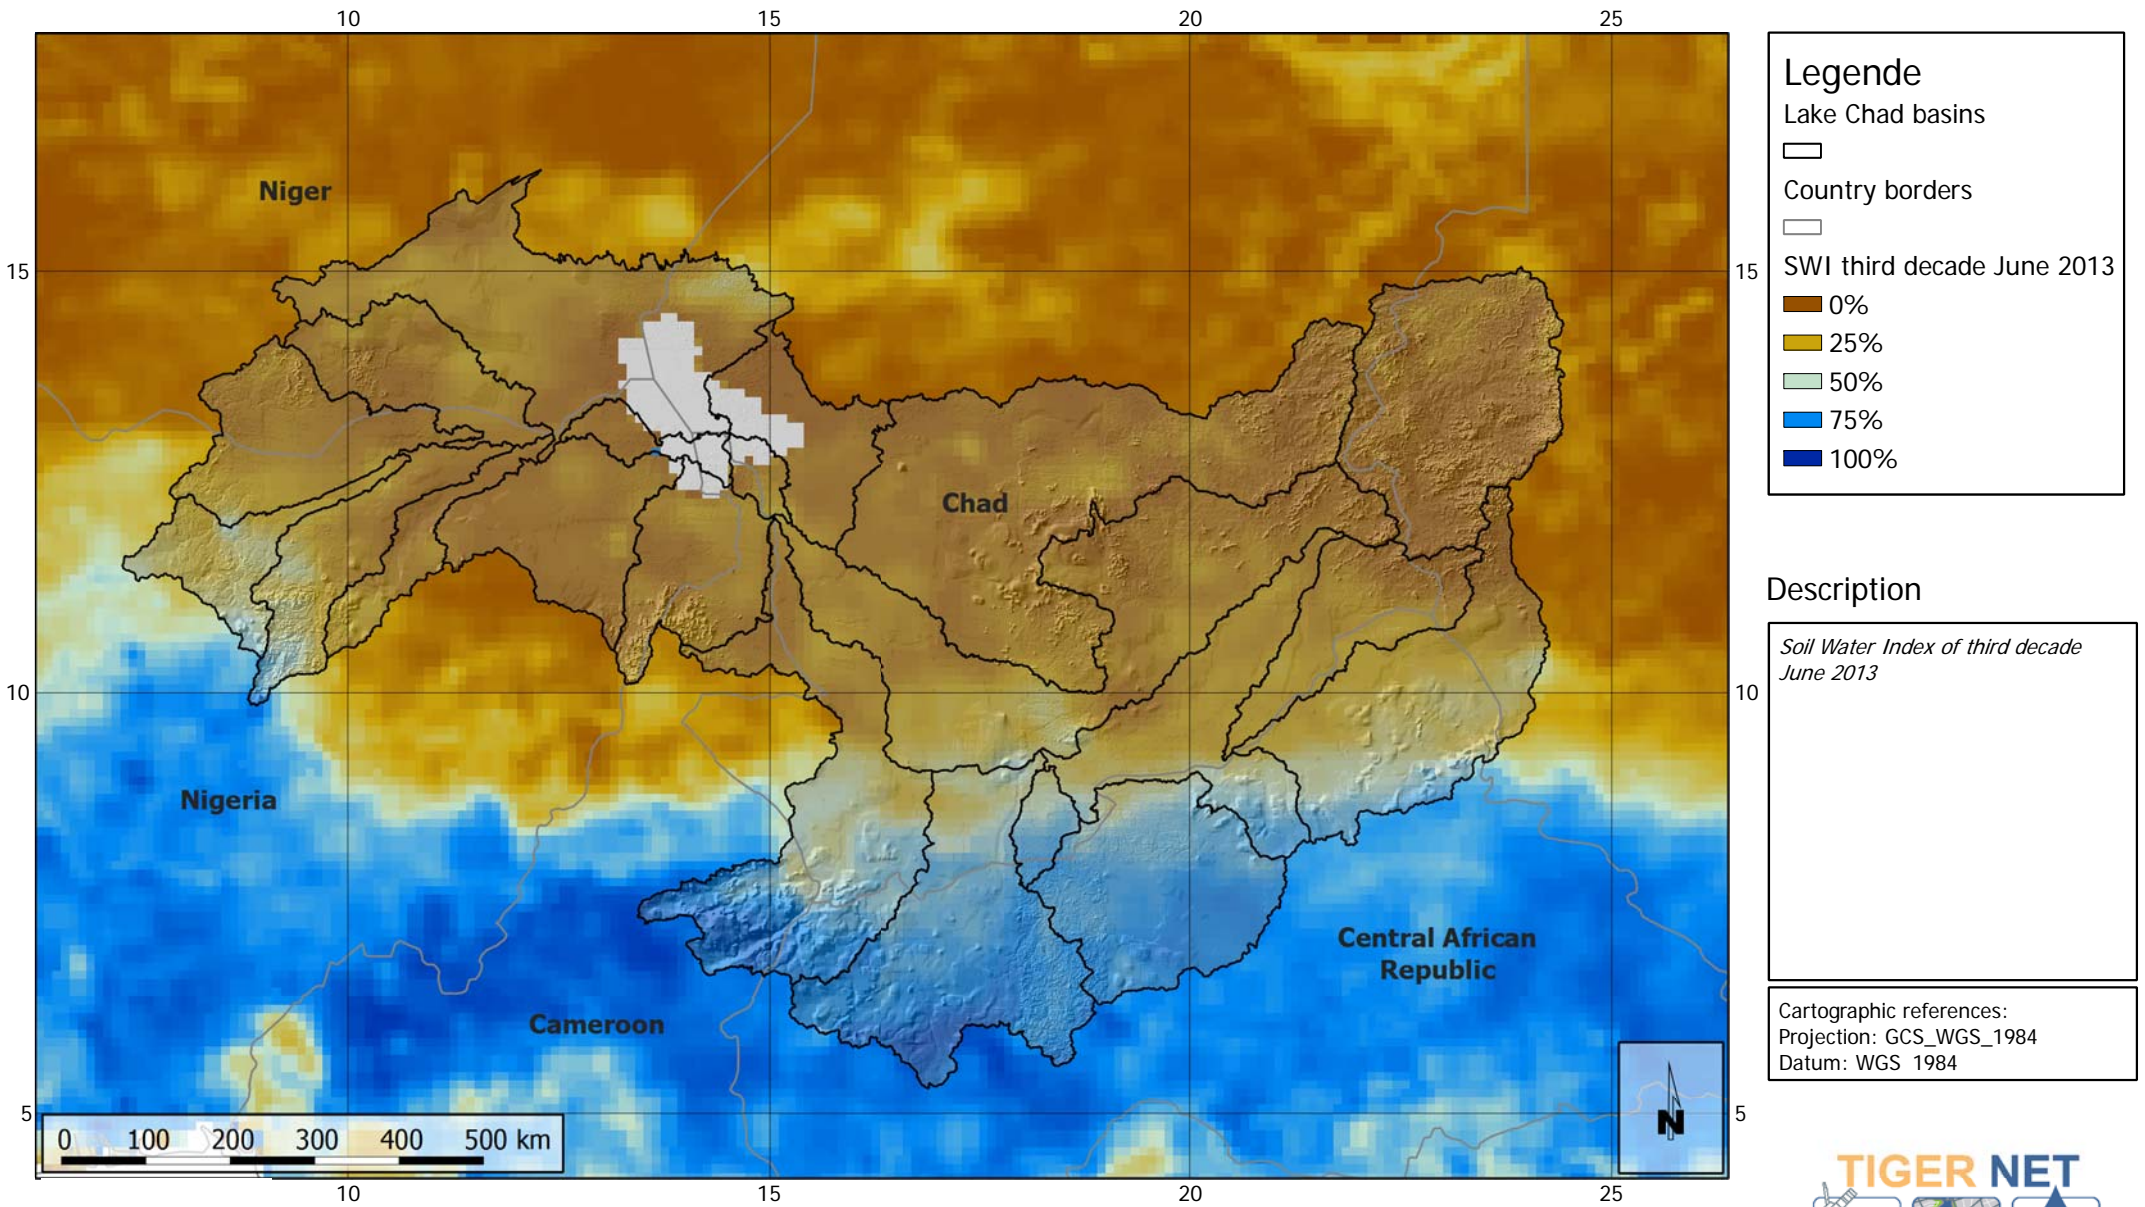 10 15 20 25
Niger
15 15
Chad
10 10
Nigeria
Central African
Republic
Cameroon
5 5
0 100 200 300 400 500 km
N
10 15 20 25
Legende
Lake Chad basins
Country borders
SWI third decade June 2013
0%
25%
50%
75%
100%
Description
Soil Water Index of third decade
June 2013
Cartographic references:
Projection: GCS_WGS_1984
Datum: WGS 1984
TIGER NET